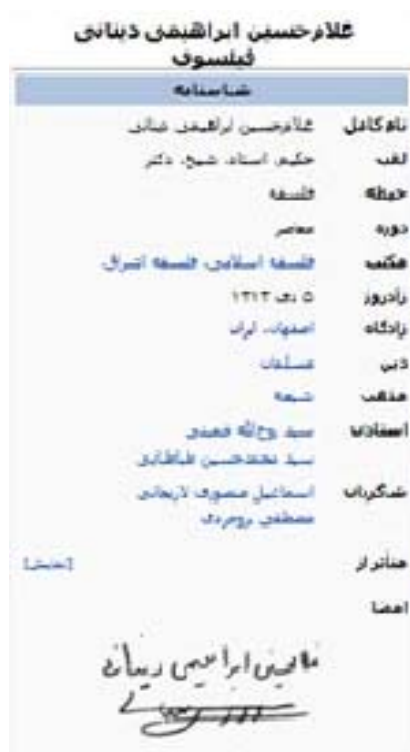 غلامحسین ابراهیمی دینانی
فیلسوف
شناسنامه
نام کامل غلامحسین ابراهیمی دینانی
لقب حکیم، استاد، شیخ، دکتر
حیطه فلسفه
دوره معاصر
مکتب فلسفه اسلامی، فلسفه اشراق
زادروز ۵ دی ۱۳۱۳
زادگاه اصفهان، ایران
دین مسلمان
مذهب شیعه
استادان سید روح‌الله خمینی
سید محمدحسین طباطبایی
شاگردان اسماعیل منصوری لاریجانی
مصطفی بروجردی
متأثر از [نمایش]
امضا
غلامحسین ابراهیمی دینانی